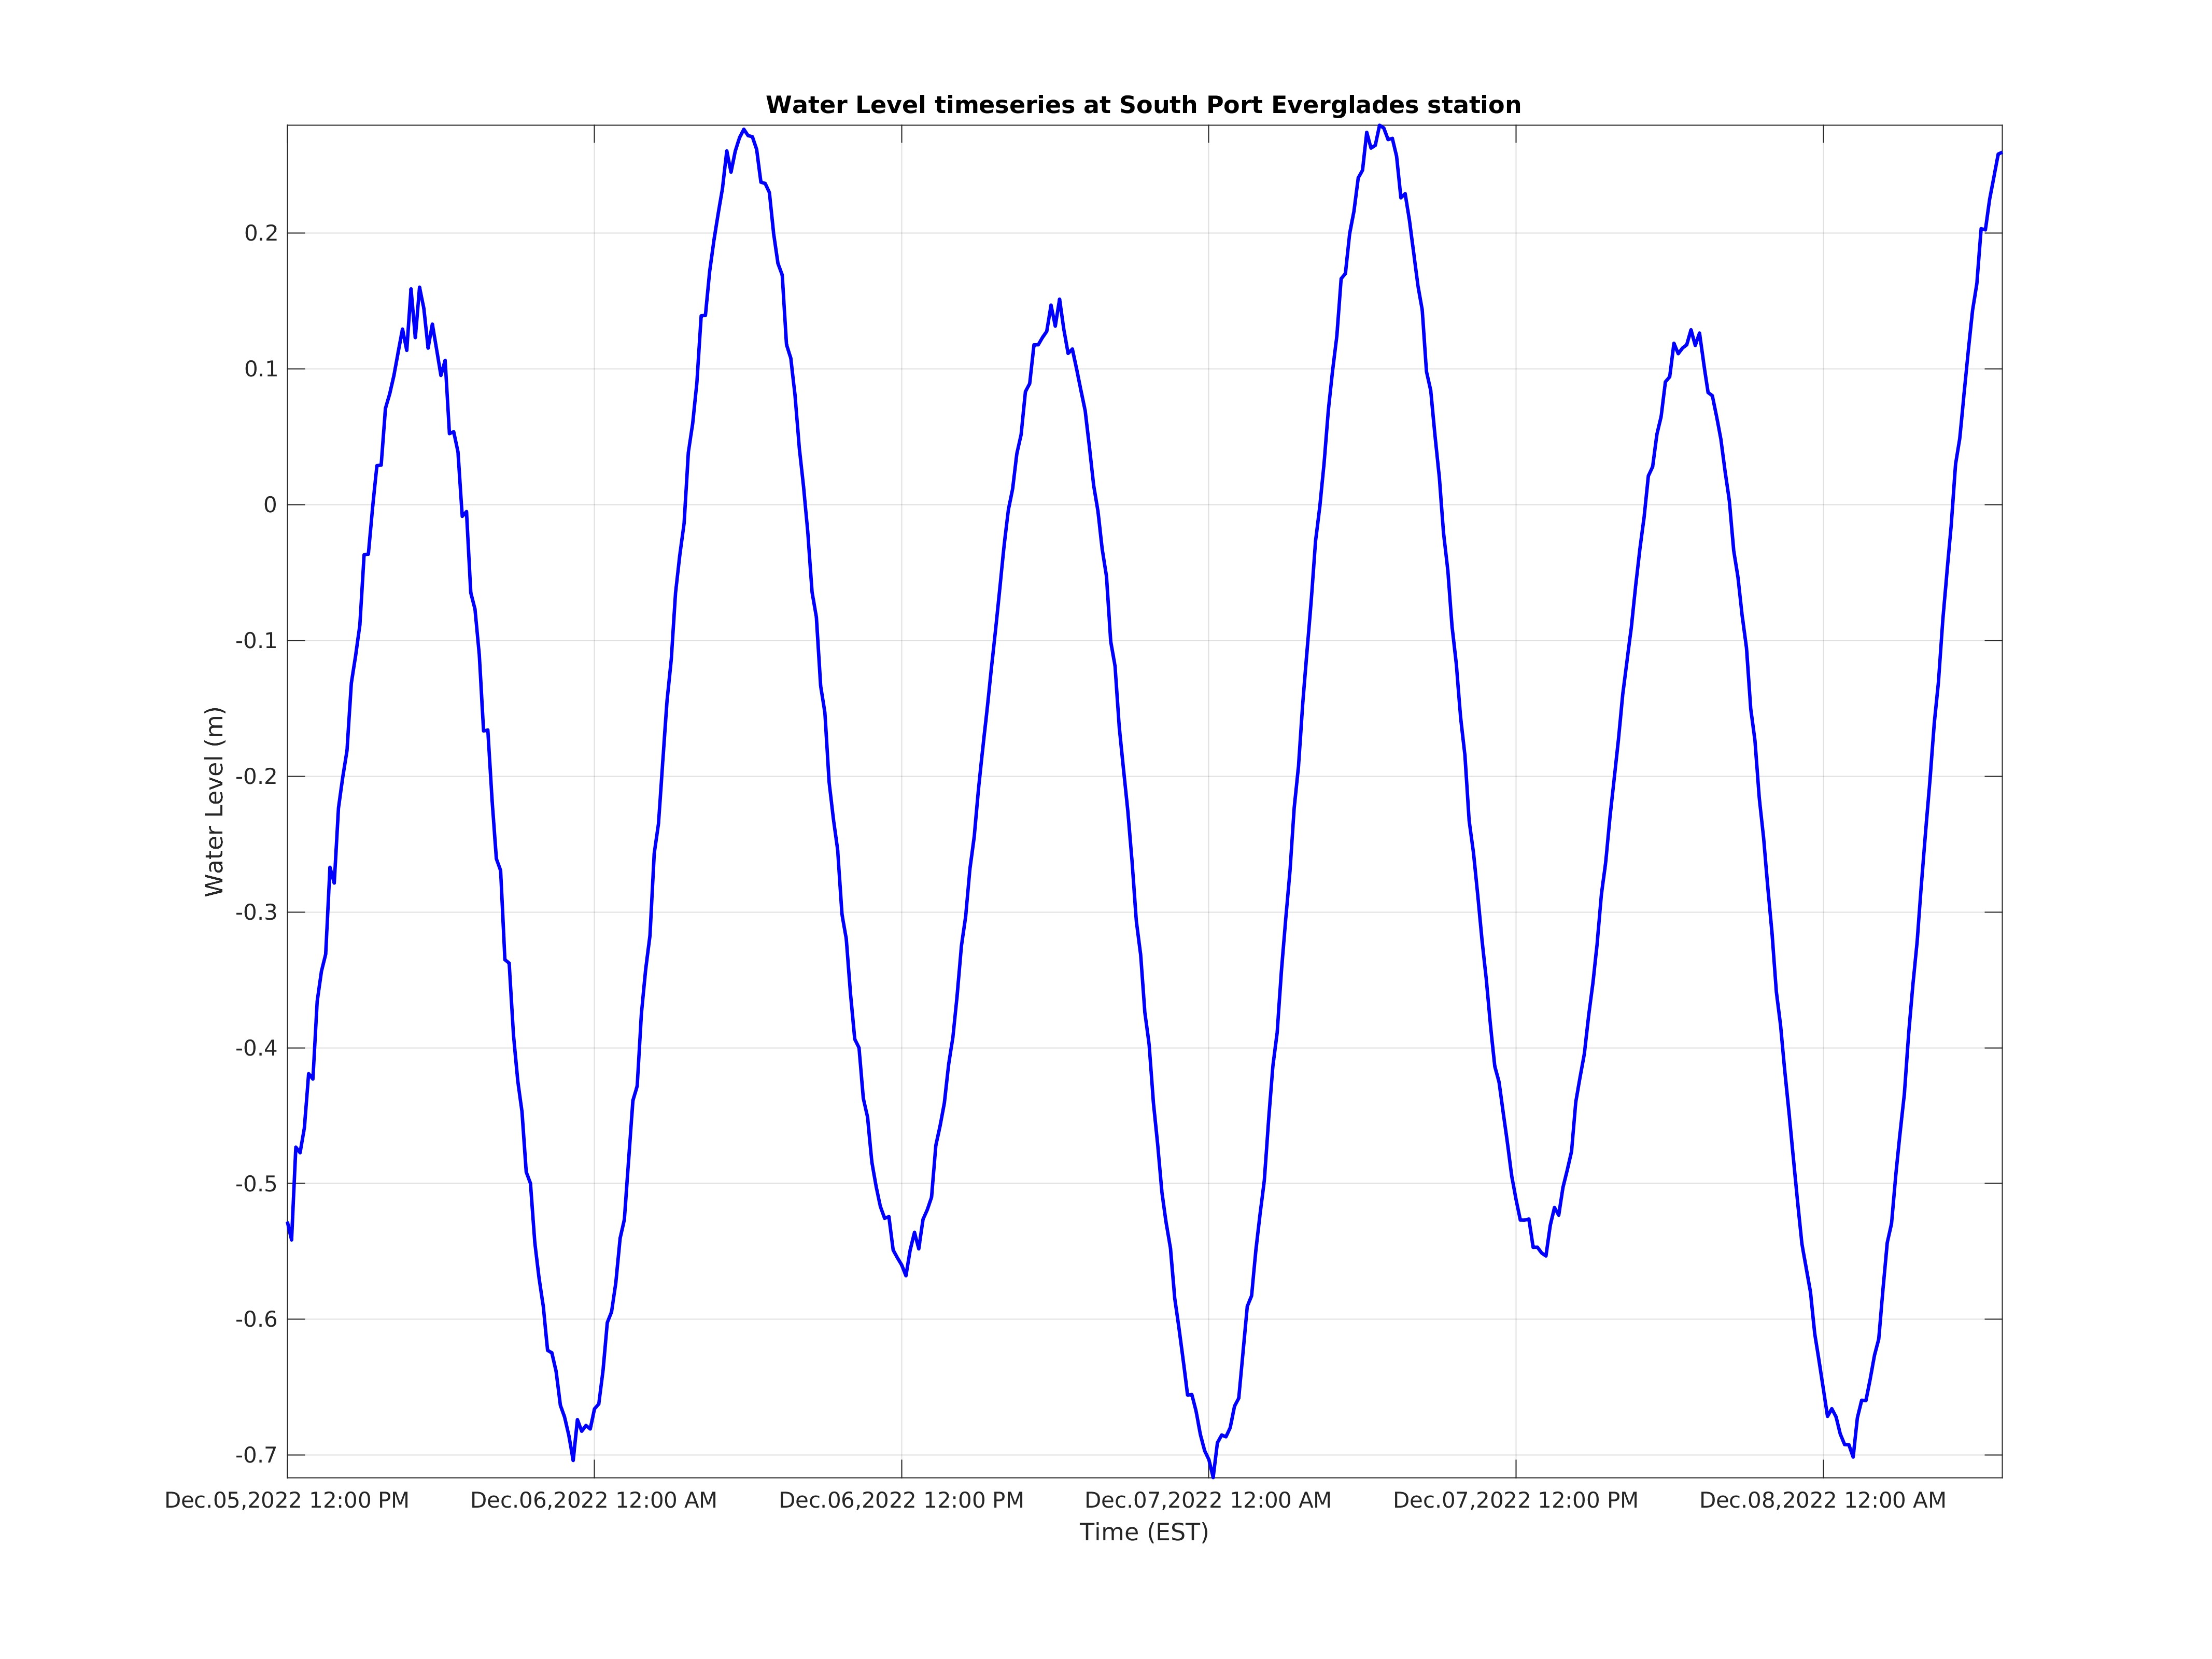 Water Level timeseries at South Port Everglades station
0.2
0.1
0
-0.1
-0.2
-0.3
-0.4
-0.5
-0.6
-0.7
Water Level (m)
Dec.05,2022 12:00 PM
Dec.06,2022 12:00 AM
Dec.06,2022 12:00 PM
Dec.07,2022 12:00 AM
Dec.07,2022 12:00 PM
Dec.08,2022 12:00 AM
Time (EST)